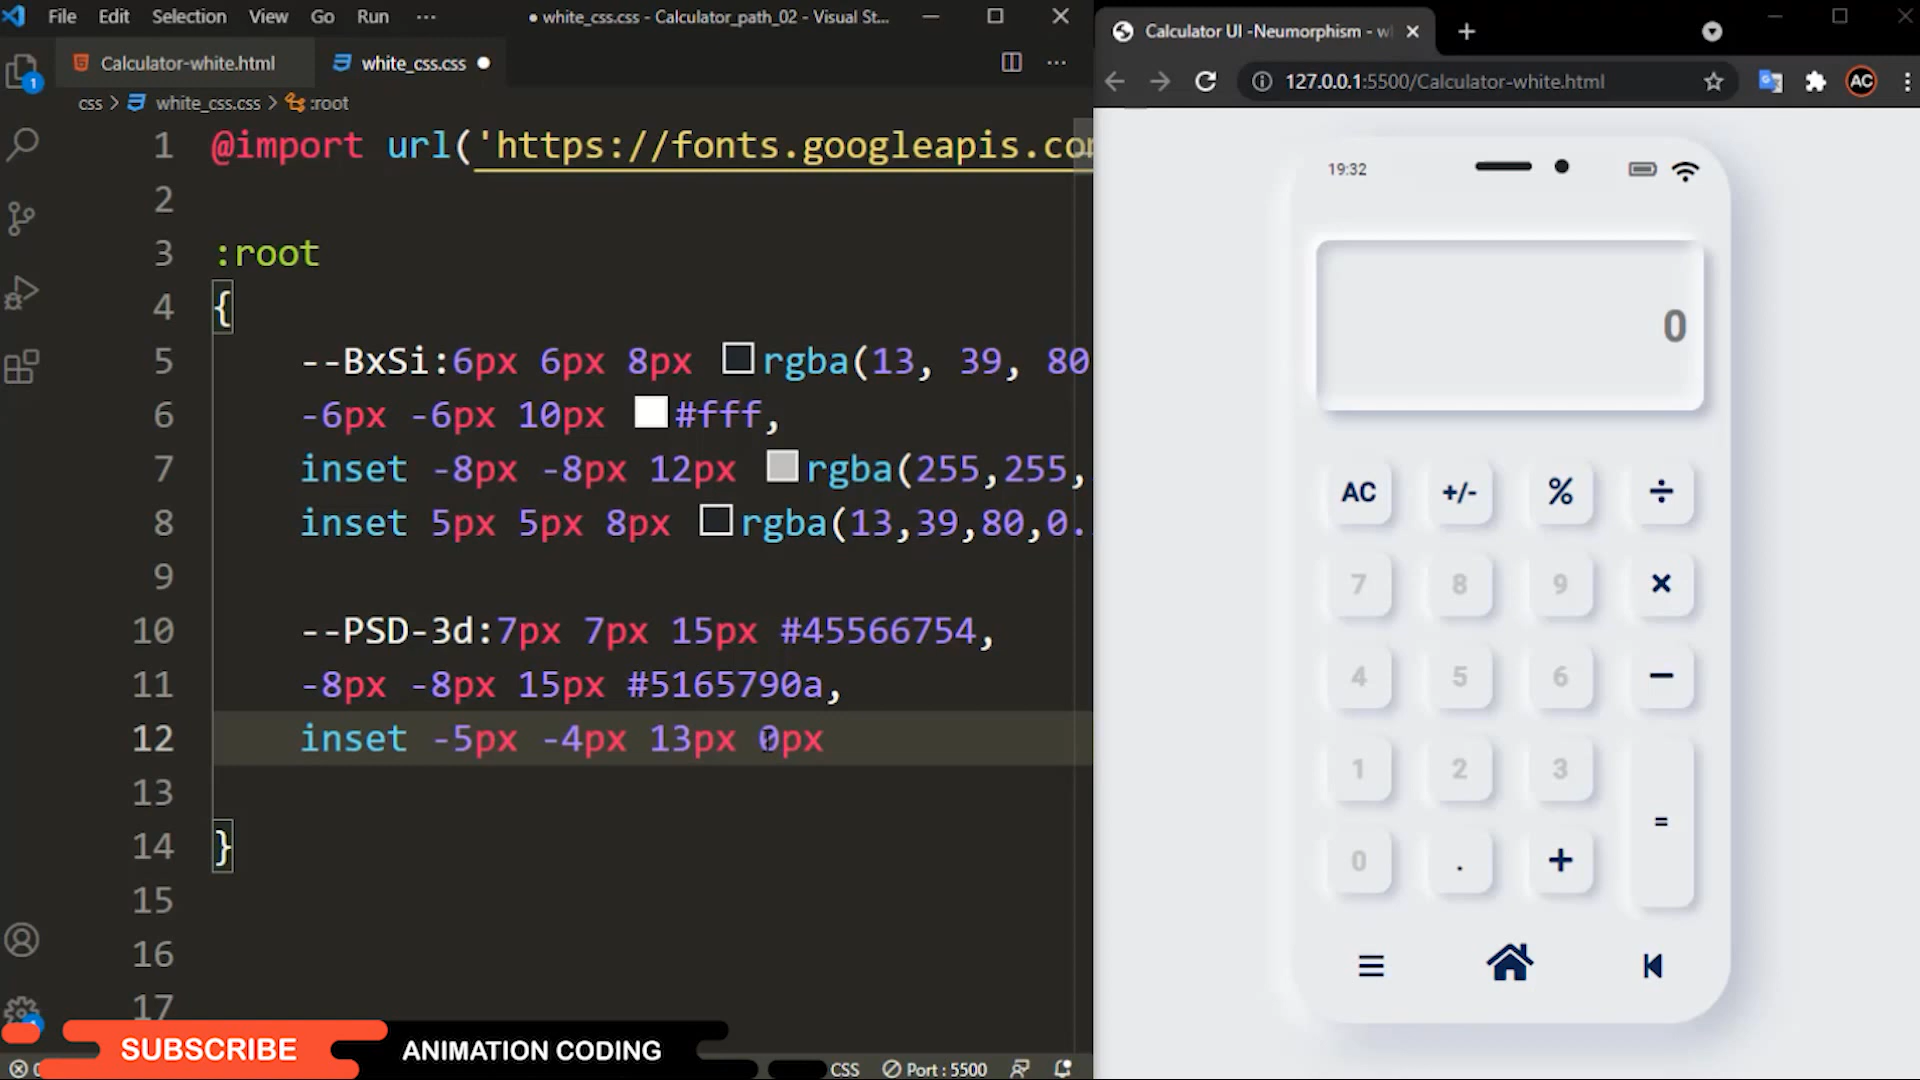 File Edit Selection View Go Run ··· ● white_css.css - Calculator_path_02 - Visual St...
Calculator-white.html white_css.css ●
css > white_css.css > :root
1 @import url('https://fonts.googleapis.co
2
3 :root
4 {
5 --BxSi:6px 6px 8px rgba(13, 39, 80
6 -6px -6px 10px #fff,
7 inset -8px -8px 12px rgba(255,255,
8 inset 5px 5px 8px rgba(13,39,80,0.
9
10 --PSD-3d:7px 7px 15px #45566754,
11 -8px -8px 15px #5165790a,
12 inset -5px -4px 13px 0px
13
14 }
15
16
17
1
SUBSCRIBE ANIMATION CODING
CSS Port : 5500
Calculator UI -Neumorphism - w
127.0.0.1:5500/Calculator-white.html
AC
19:32
0
AC +/- % ÷
7 8 9 ×
4 5 6 −
1 2 3
=
0 . +